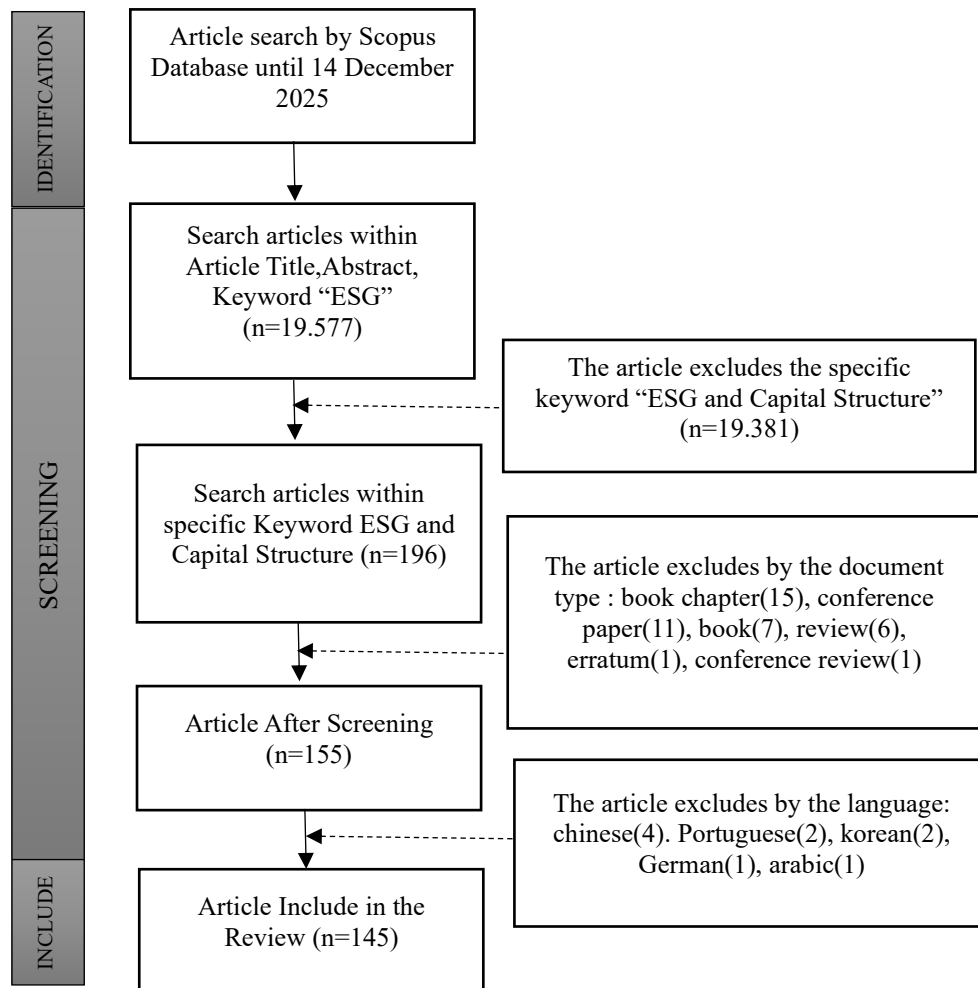 IDENTIFICATION
Article search by Scopus
Database until 14 December
2025
SCREENING
Search articles within
Article Title,Abstract,
Keyword “ESG”
(n=19.577)
The article excludes the specific
keyword “ESG and Capital Structure”
(n=19.381)
Search articles within
specific Keyword ESG and
Capital Structure (n=196)
The article excludes by the document
type : book chapter(15), conference
paper(11), book(7), review(6),
erratum(1), conference review(1)
Article After Screening
(n=155)
The article excludes by the language:
chinese(4). Portuguese(2), korean(2),
German(1), arabic(1)
INCLUDE
Article Include in the
Review (n=145)